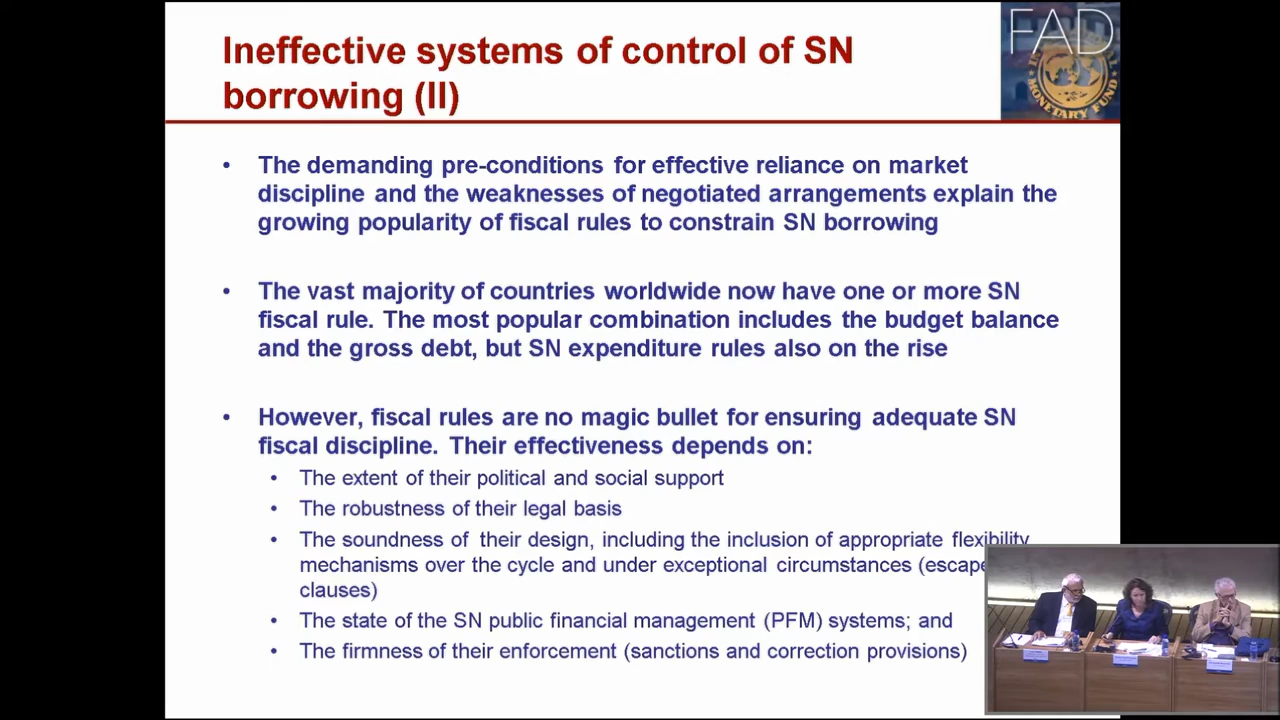 Ineffective systems of control of SN
borrowing (II)
FAD
MONETARY FUND
• The demanding pre-conditions for effective reliance on market
discipline and the weaknesses of negotiated arrangements explain the
growing popularity of fiscal rules to constrain SN borrowing
• The vast majority of countries worldwide now have one or more SN
fiscal rule. The most popular combination includes the budget balance
and the gross debt, but SN expenditure rules also on the rise
• However, fiscal rules are no magic bullet for ensuring adequate SN
fiscal discipline. Their effectiveness depends on:
• The extent of their political and social support
• The robustness of their legal basis
• The soundness of their design, including the inclusion of appropriate flexibility
mechanisms over the cycle and under exceptional circumstances (escape
clauses)
• The state of the SN public financial management (PFM) systems; and
• The firmness of their enforcement (sanctions and correction provisions)